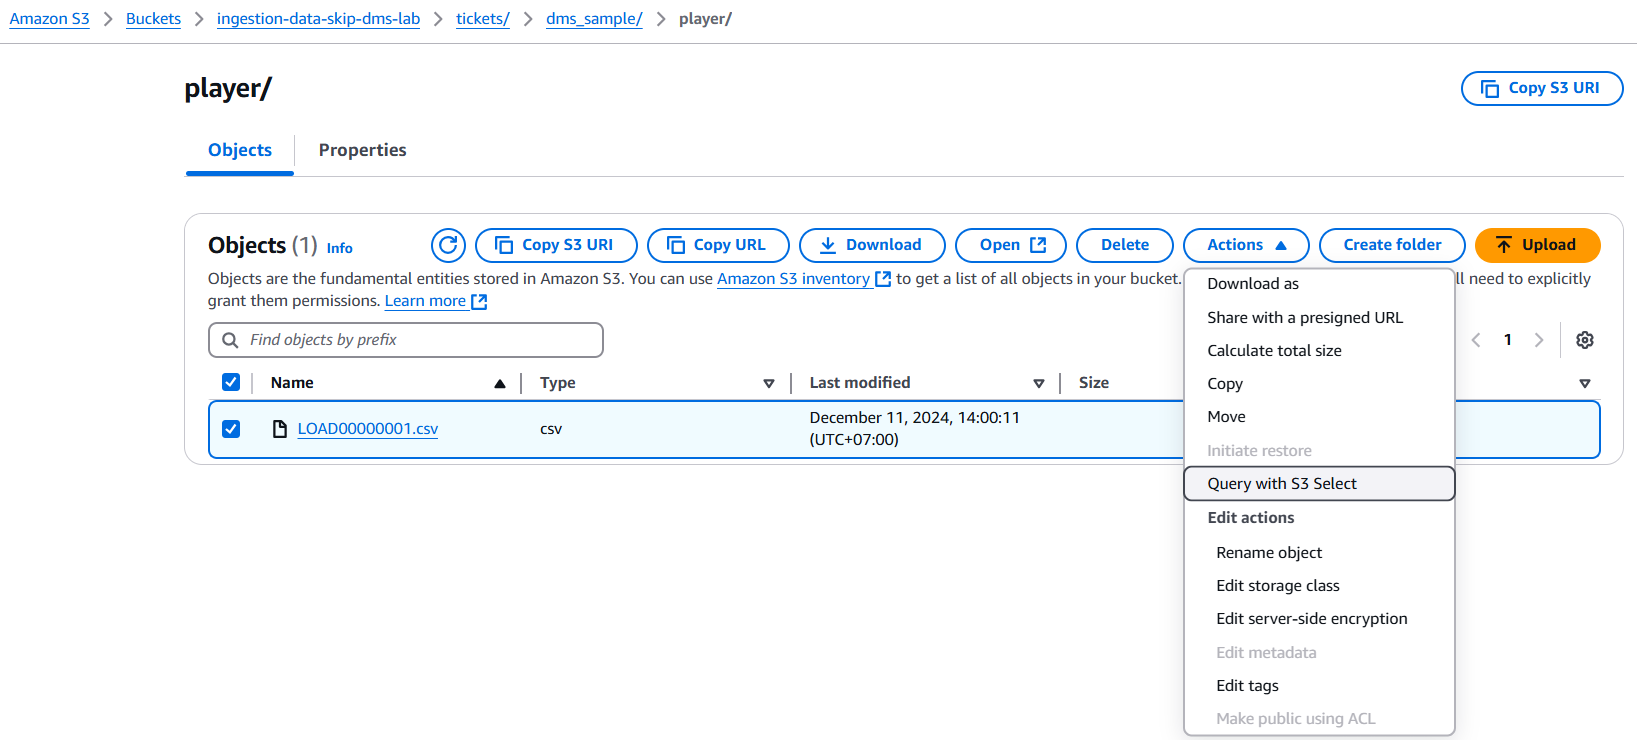 Amazon S3 > Buckets > ingestion-data-skip-dms-lab > tickets/ > dms_sample/ > player/
player/
Copy S3 URI
Objects Properties
Objects (1) Info
Copy S3 URI Copy URL Download Open Delete Actions Create folder Upload
Objects are the fundamental entities stored in Amazon S3. You can use Amazon S3 inventory to get a list of all objects in your bucket. ll need to explicitly
grant them permissions. Learn more
Find objects by prefix
1
Name Type Last modified Size
LOAD00000001.csv csv December 11, 2024, 14:00:11
(UTC+07:00)
Download as
Share with a presigned URL
Calculate total size
Copy
Move
Initiate restore
Query with S3 Select
Edit actions
Rename object
Edit storage class
Edit server-side encryption
Edit metadata
Edit tags
Make public using ACL